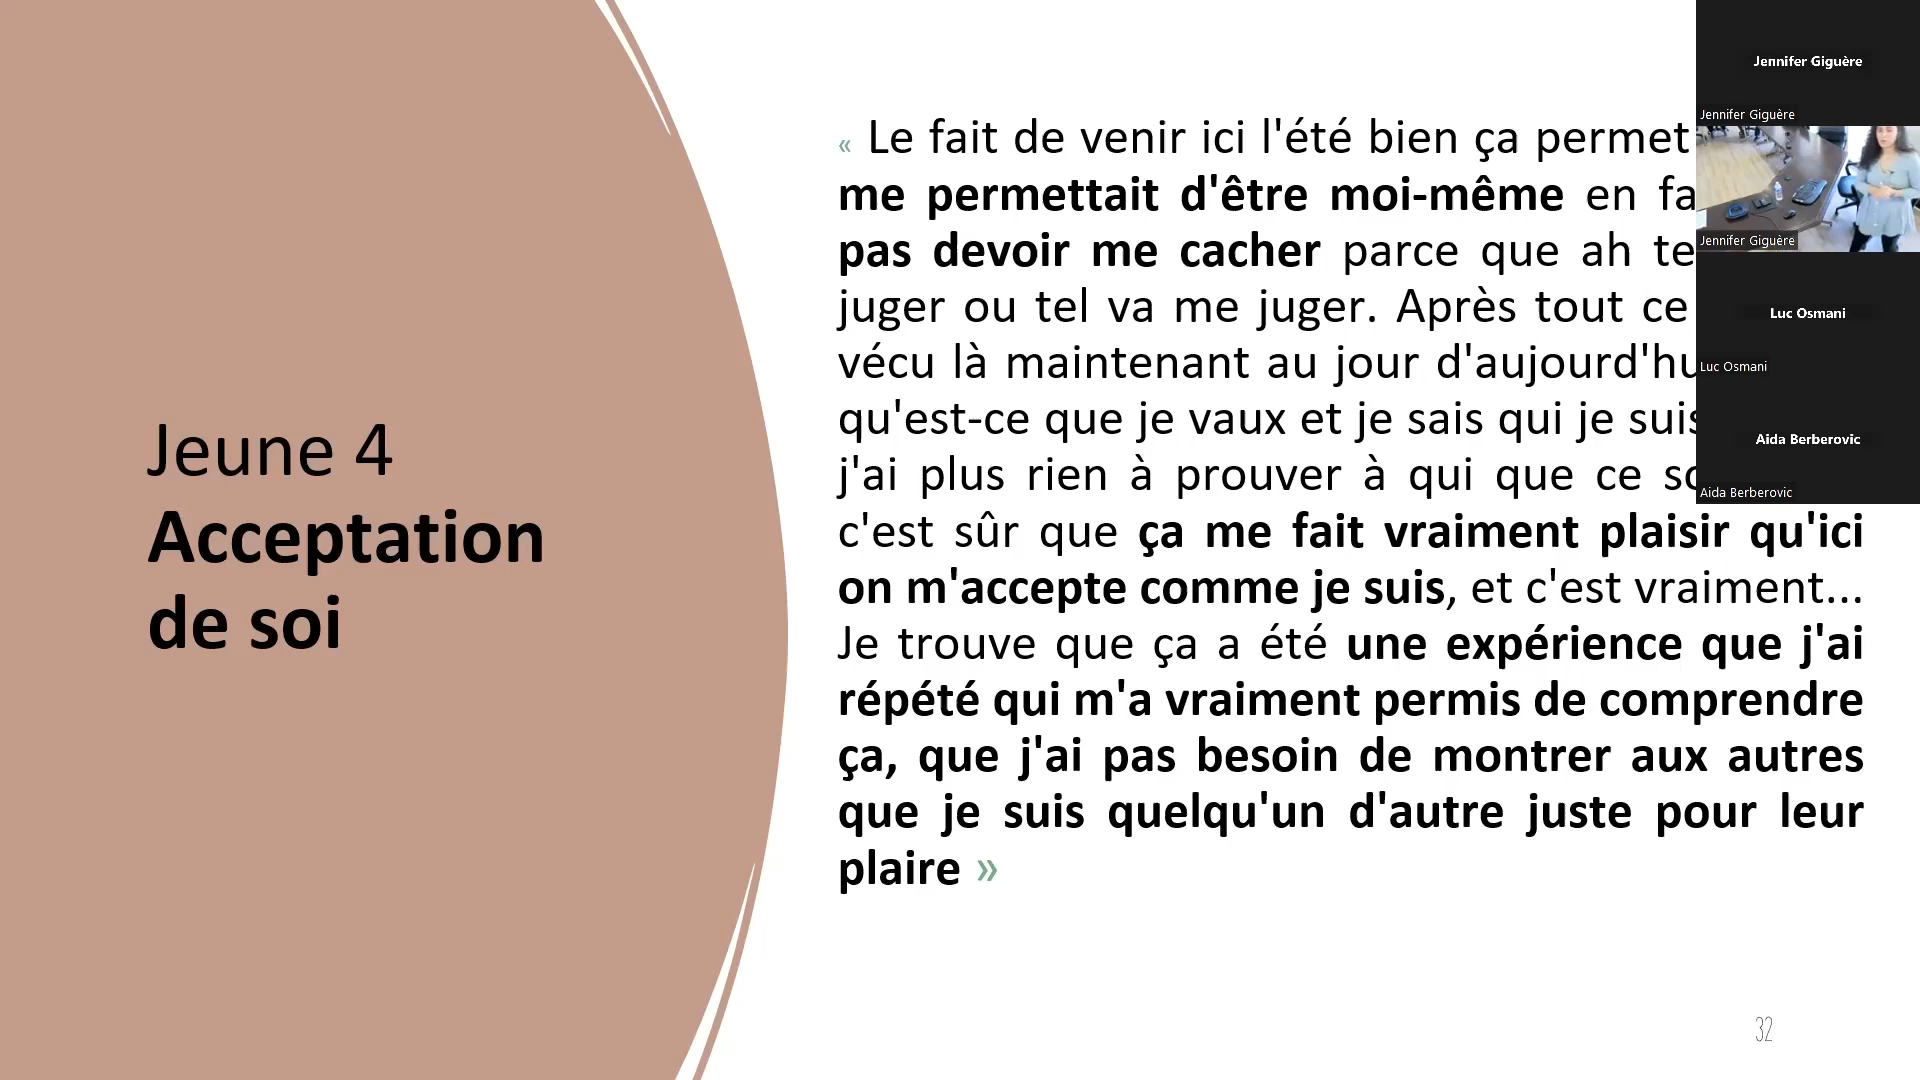 Jeune 4
Acceptation
de soi
« Le fait de venir ici l'été bien ça permet
me permettait d'être moi-même en
pas devoir me cacher parce que ah
juger ou tel va me juger. Après tout ce
vécu là maintenant au jour
qu'est-ce que je vaux et je sais qui je suis
j'ai plus rien à prouver à qui que ce
c'est sûr que ça me fait vraiment plaisir qu'ici
on m'accepte comme je suis, et c'est vraiment...
Je trouve que ça a été une expérience que j'ai
répété qui m'a vraiment permis de comprendre
ça, que j'ai pas besoin de montrer aux autres
que je suis quelqu'un d'autre juste pour leur
plaire »
32
Jennifer Giguère
Jennifer Giguère
Jennifer Giguère
Luc Osmani
Luc Osmani
Aida Berberovic
Aida Berberovic